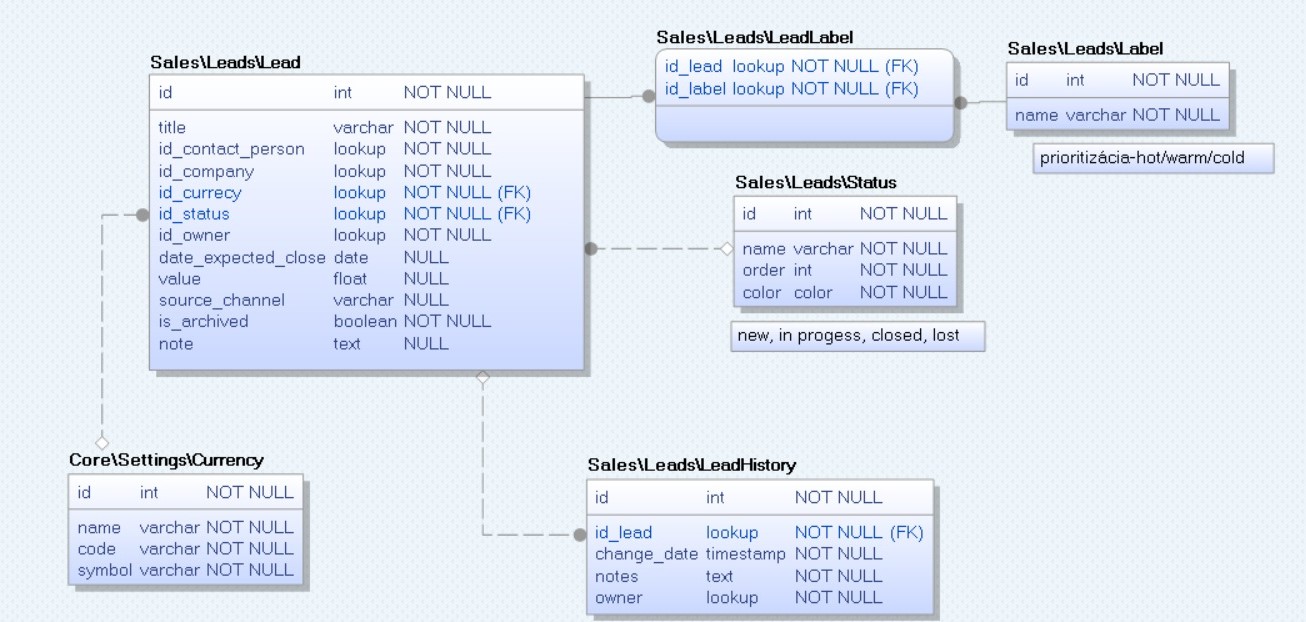 Sales\Leads\Lead
id int NOT NULL
title varchar NOT NULL
id_contact_person lookup NOT NULL
id_company lookup NOT NULL
id_currecy lookup NOT NULL (FK)
id_status lookup NOT NULL (FK)
id_owner lookup NOT NULL
date_expected_close date NULL
value float NULL
source_channel varchar NULL
is_archived boolean NOT NULL
note text NULL
Sales\Leads\LeadLabel
id_lead lookup NOT NULL (FK)
id_label lookup NOT NULL (FK)
Sales\Leads\Label
id int NOT NULL
name varchar NOT NULL
prioritizácia-hot/warm/cold
Sales\Leads\Status
id int NOT NULL
name varchar NOT NULL
order int NOT NULL
color color NOT NULL
new, in progess, closed, lost
Core\Settings\Currency
id int NOT NULL
name varchar NOT NULL
code varchar NOT NULL
symbol varchar NOT NULL
Sales\Leads\LeadHistory
id int NOT NULL
id_lead lookup NOT NULL (FK)
change_date timestamp NOT NULL
notes text NOT NULL
owner lookup NOT NULL